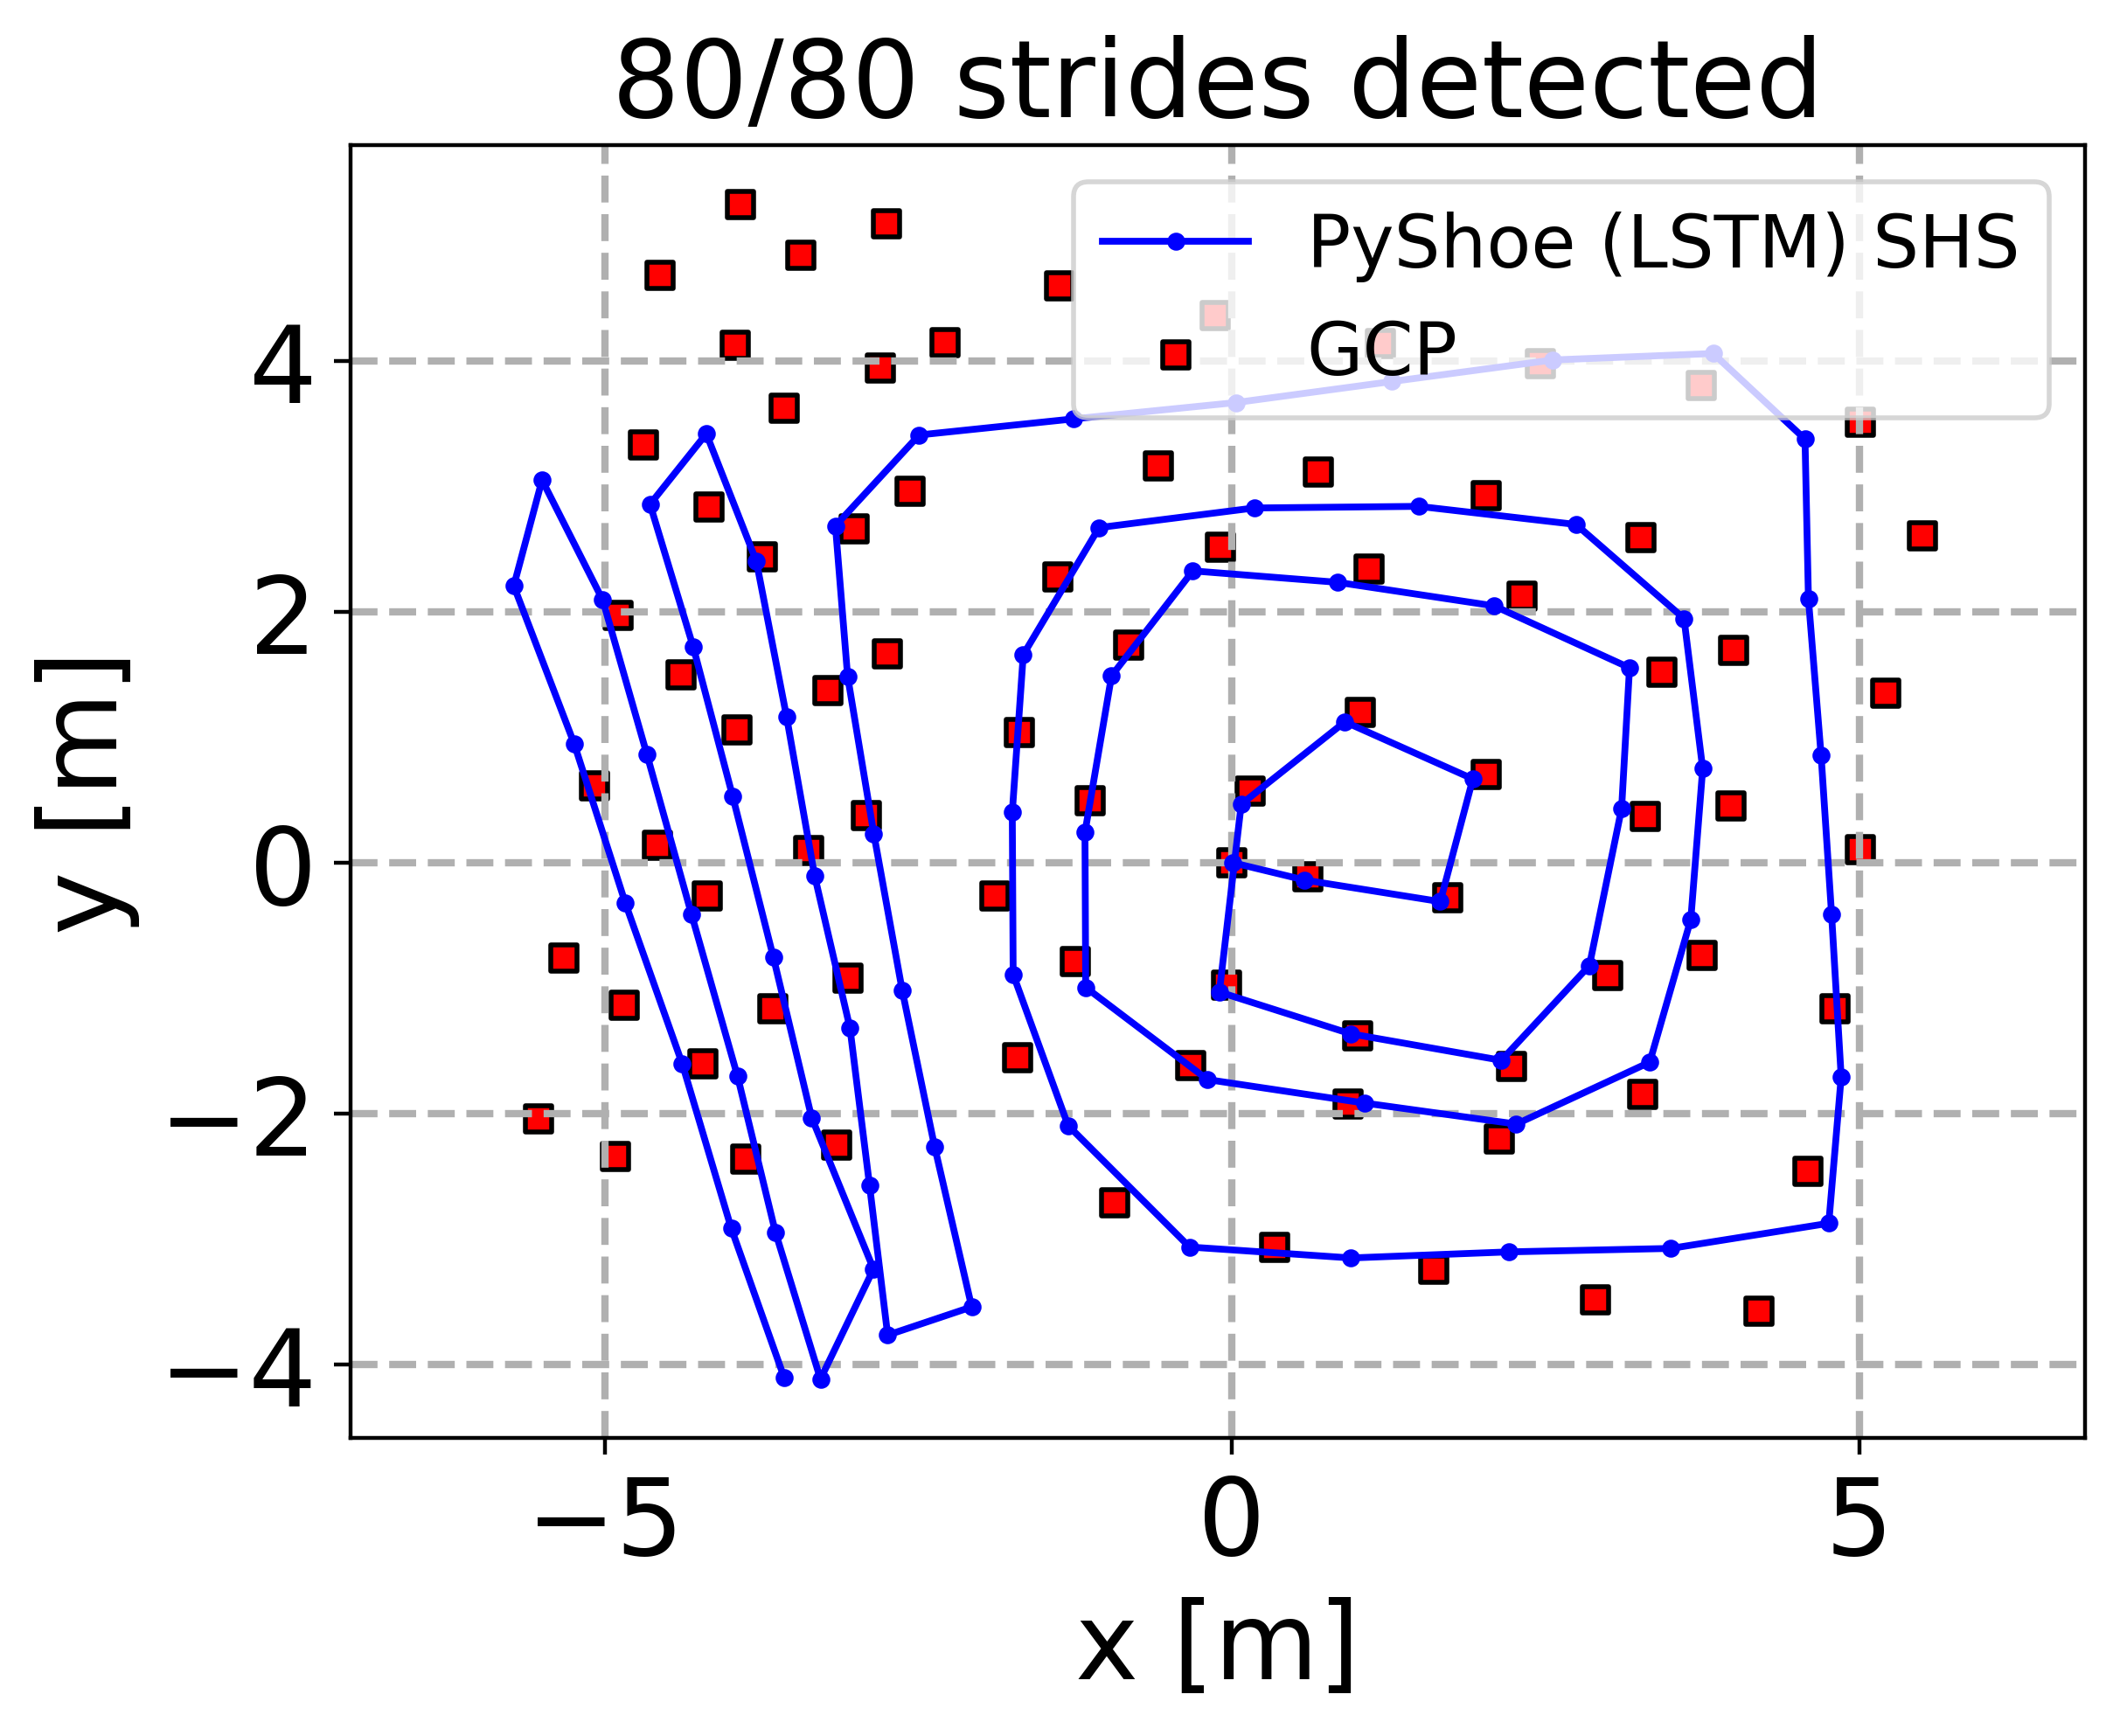 80/80 strides detected
PyShoe (LSTM) SHS
GCP
4
2
0
−2
−4
y [m]
−5 0 5
x [m]